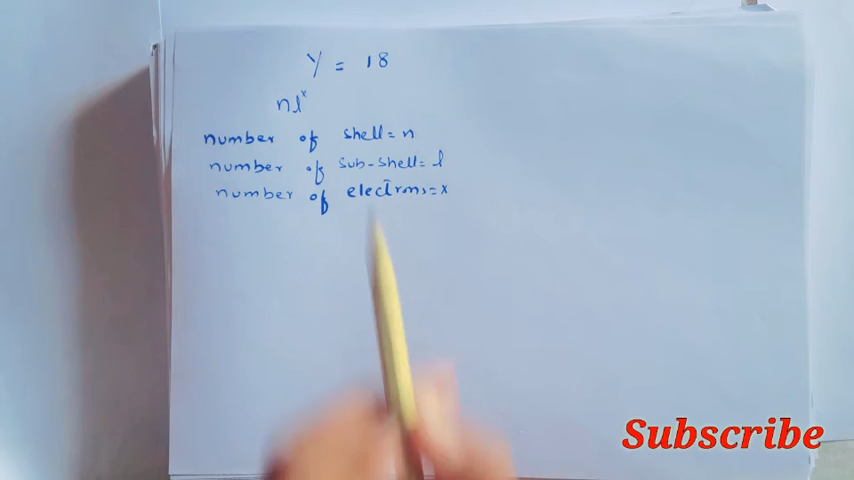 Y = 18
nlˣ
number of shell = n
number of sub-shell = l
number of electrons = x
Subscribe